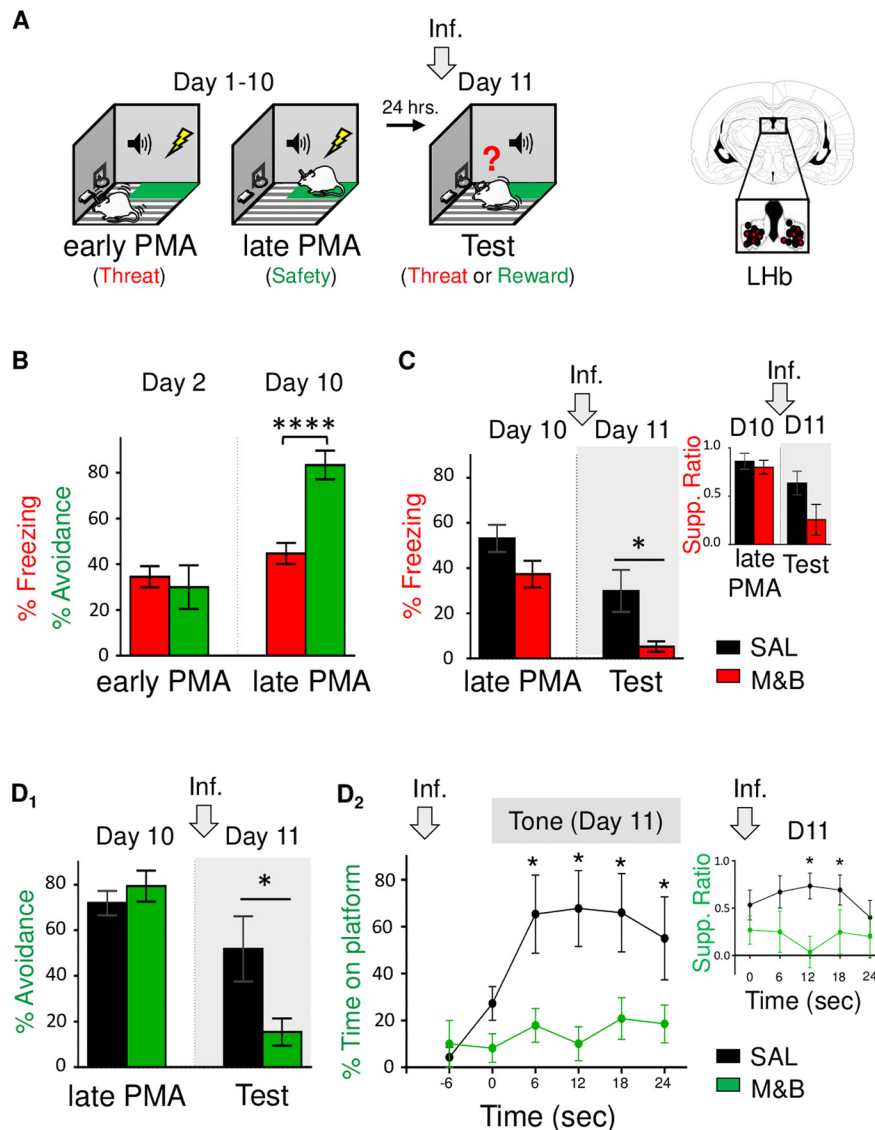 A
Inf.
Day 1-10
24 hrs.
Day 11
?
early PMA
(Threat)
late PMA
(Safety)
Test
(Threat or Reward)
LHb
B
Day 2
Day 10
****
% Freezing
% Avoidance
80
60
40
20
0
early PMA
late PMA
C
Inf.
Day 10
Day 11
% Freezing
80
60
40
20
0
*
late PMA
Test
Inf.
D10
D11
Supp. Ratio
1.0
0.5
0.0
late
PMA
Test
SAL
M&B
D1
Inf.
Day 10
Day 11
% Avoidance
80
60
40
20
0
*
late PMA
Test
D2
Inf.
Tone (Day 11)
% Time on platform
80
60
40
20
0
* * * *
-6 0 6 12 18 24
Time (sec)
Inf.
D11
Supp. Ratio
1.0
0.5
0.0
* *
0 6 12 18 24
Time (sec)
SAL
M&B